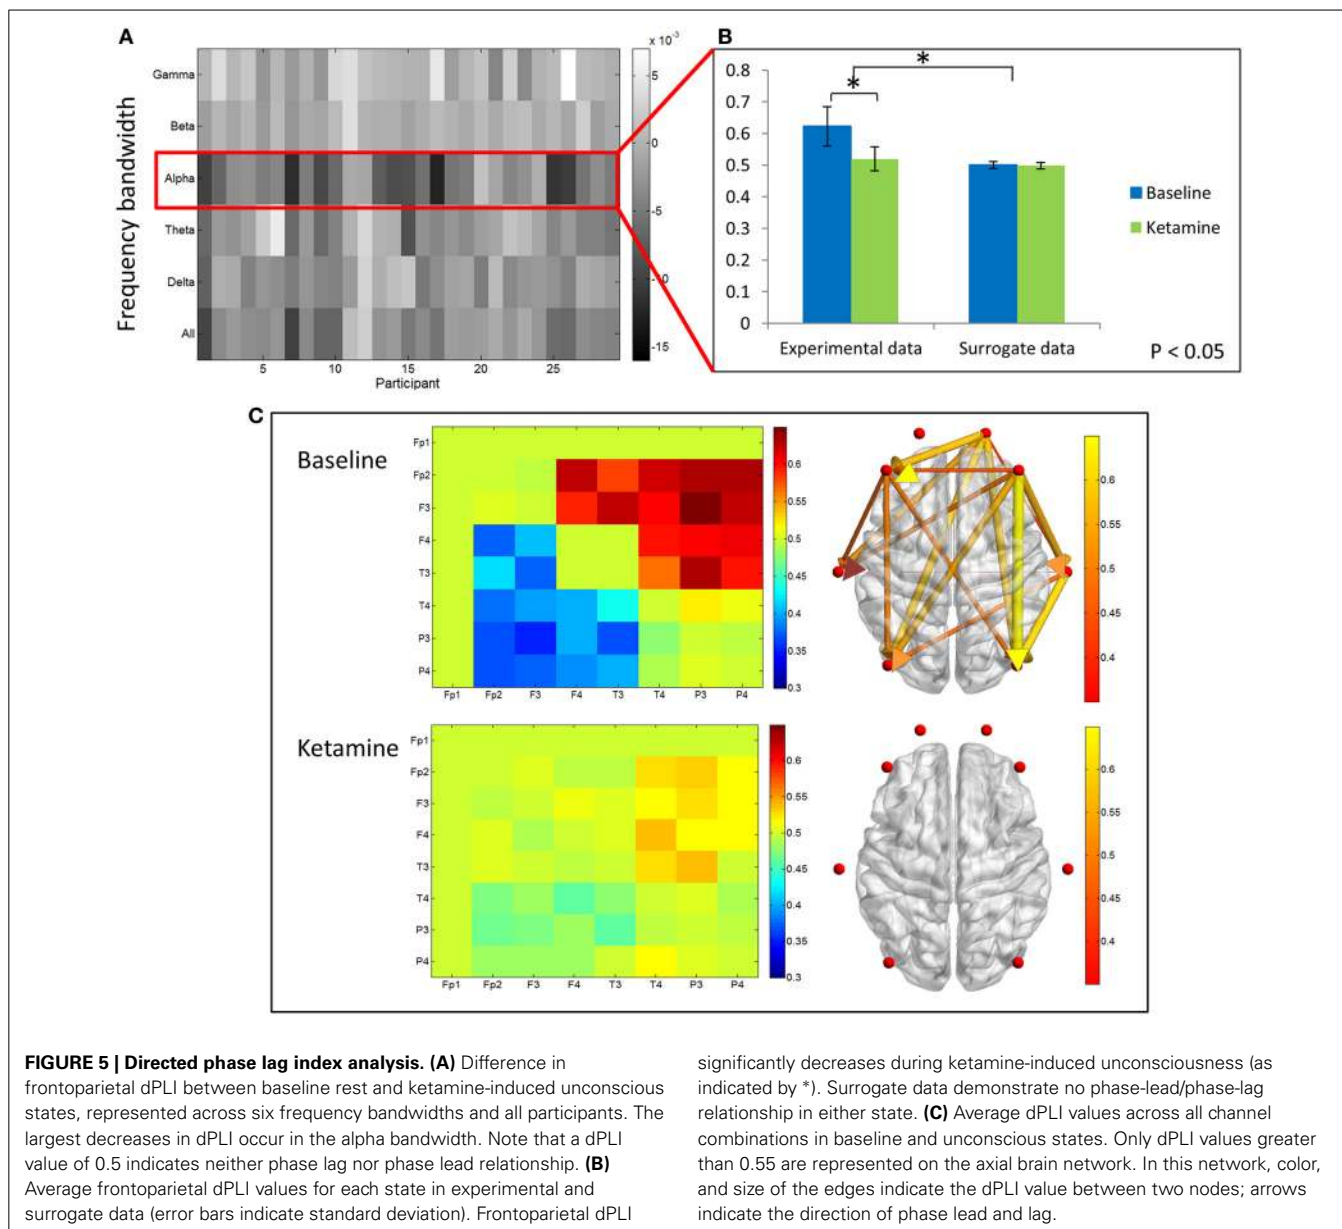 A
x 10⁻³
Frequency bandwidth
Gamma
Beta
Alpha
Theta
Delta
All
5
10
15
20
25
Participant
5
0
-5
-10
-15
B
0.8
0.7
0.6
0.5
0.4
0.3
0.2
0.1
0
*
*
Baseline
Ketamine
Experimental data
Surrogate data
P < 0.05
C
Baseline
Fp1
Fp2
F3
F4
T3
T4
P3
P4
Fp1 Fp2 F3 F4 T3 T4 P3 P4
0.6
0.55
0.5
0.45
0.4
0.35
0.3
0.6
0.55
0.5
0.45
0.4
Ketamine
Fp1
Fp2
F3
F4
T3
T4
P3
P4
Fp1 Fp2 F3 F4 T3 T4 P3 P4
0.6
0.55
0.5
0.45
0.4
0.35
0.3
0.6
0.55
0.5
0.45
0.4
FIGURE 5 | Directed phase lag index analysis. (A) Difference in
frontoparietal dPLI between baseline rest and ketamine-induced unconscious
states, represented across six frequency bandwidths and all participants. The
largest decreases in dPLI occur in the alpha bandwidth. Note that a dPLI
value of 0.5 indicates neither phase lag nor phase lead relationship. (B)
Average frontoparietal dPLI values for each state in experimental and
surrogate data (error bars indicate standard deviation). Frontoparietal dPLI
significantly decreases during ketamine-induced unconsciousness (as
indicated by *). Surrogate data demonstrate no phase-lead/phase-lag
relationship in either state. (C) Average dPLI values across all channel
combinations in baseline and unconscious states. Only dPLI values greater
than 0.55 are represented on the axial brain network. In this network, color,
and size of the edges indicate the dPLI value between two nodes; arrows
indicate the direction of phase lead and lag.